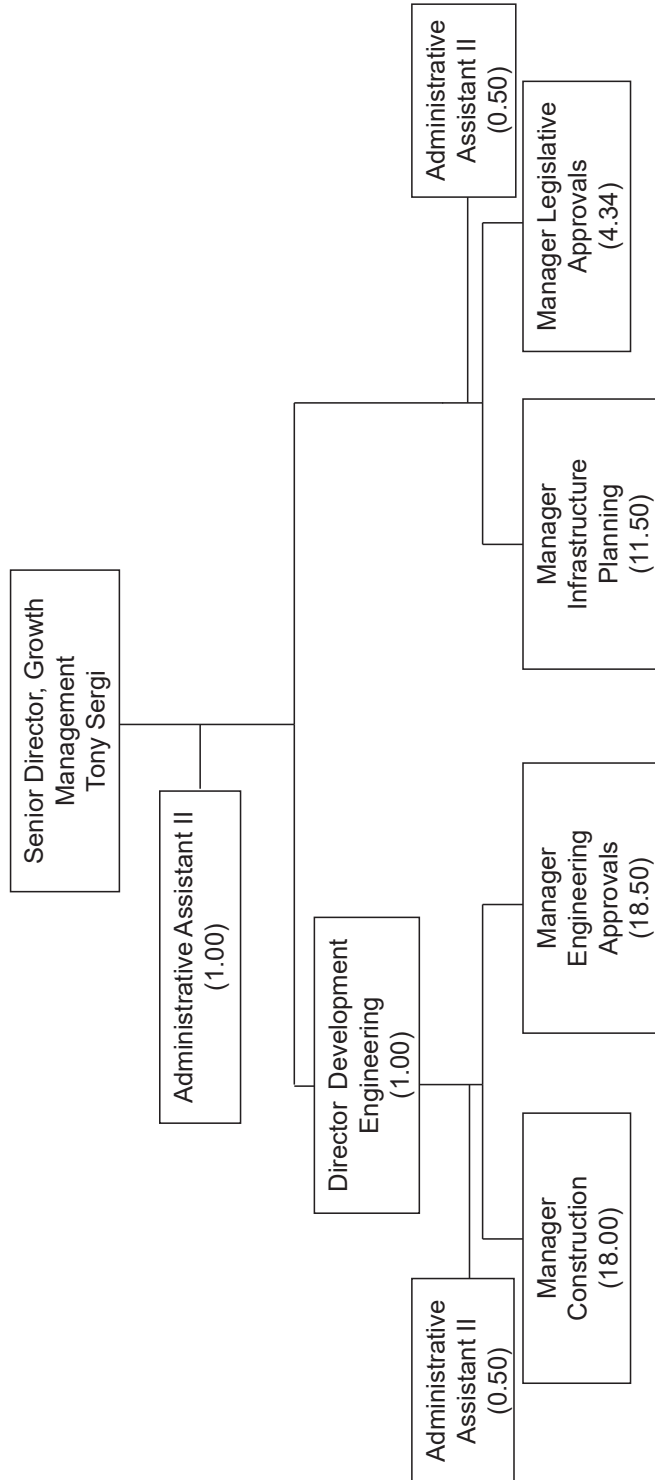 Senior Director, Growth
Management
Tony Sergi
Administrative Assistant II
(1.00)
Director Development
Engineering
(1.00)
Administrative
Assistant II
(0.50)
Administrative
Assistant II
(0.50)
Manager
Construction
(18.00)
Manager
Engineering
Approvals
(18.50)
Manager
Infrastructure
Planning
(11.50)
Manager Legislative
Approvals
(4.34)